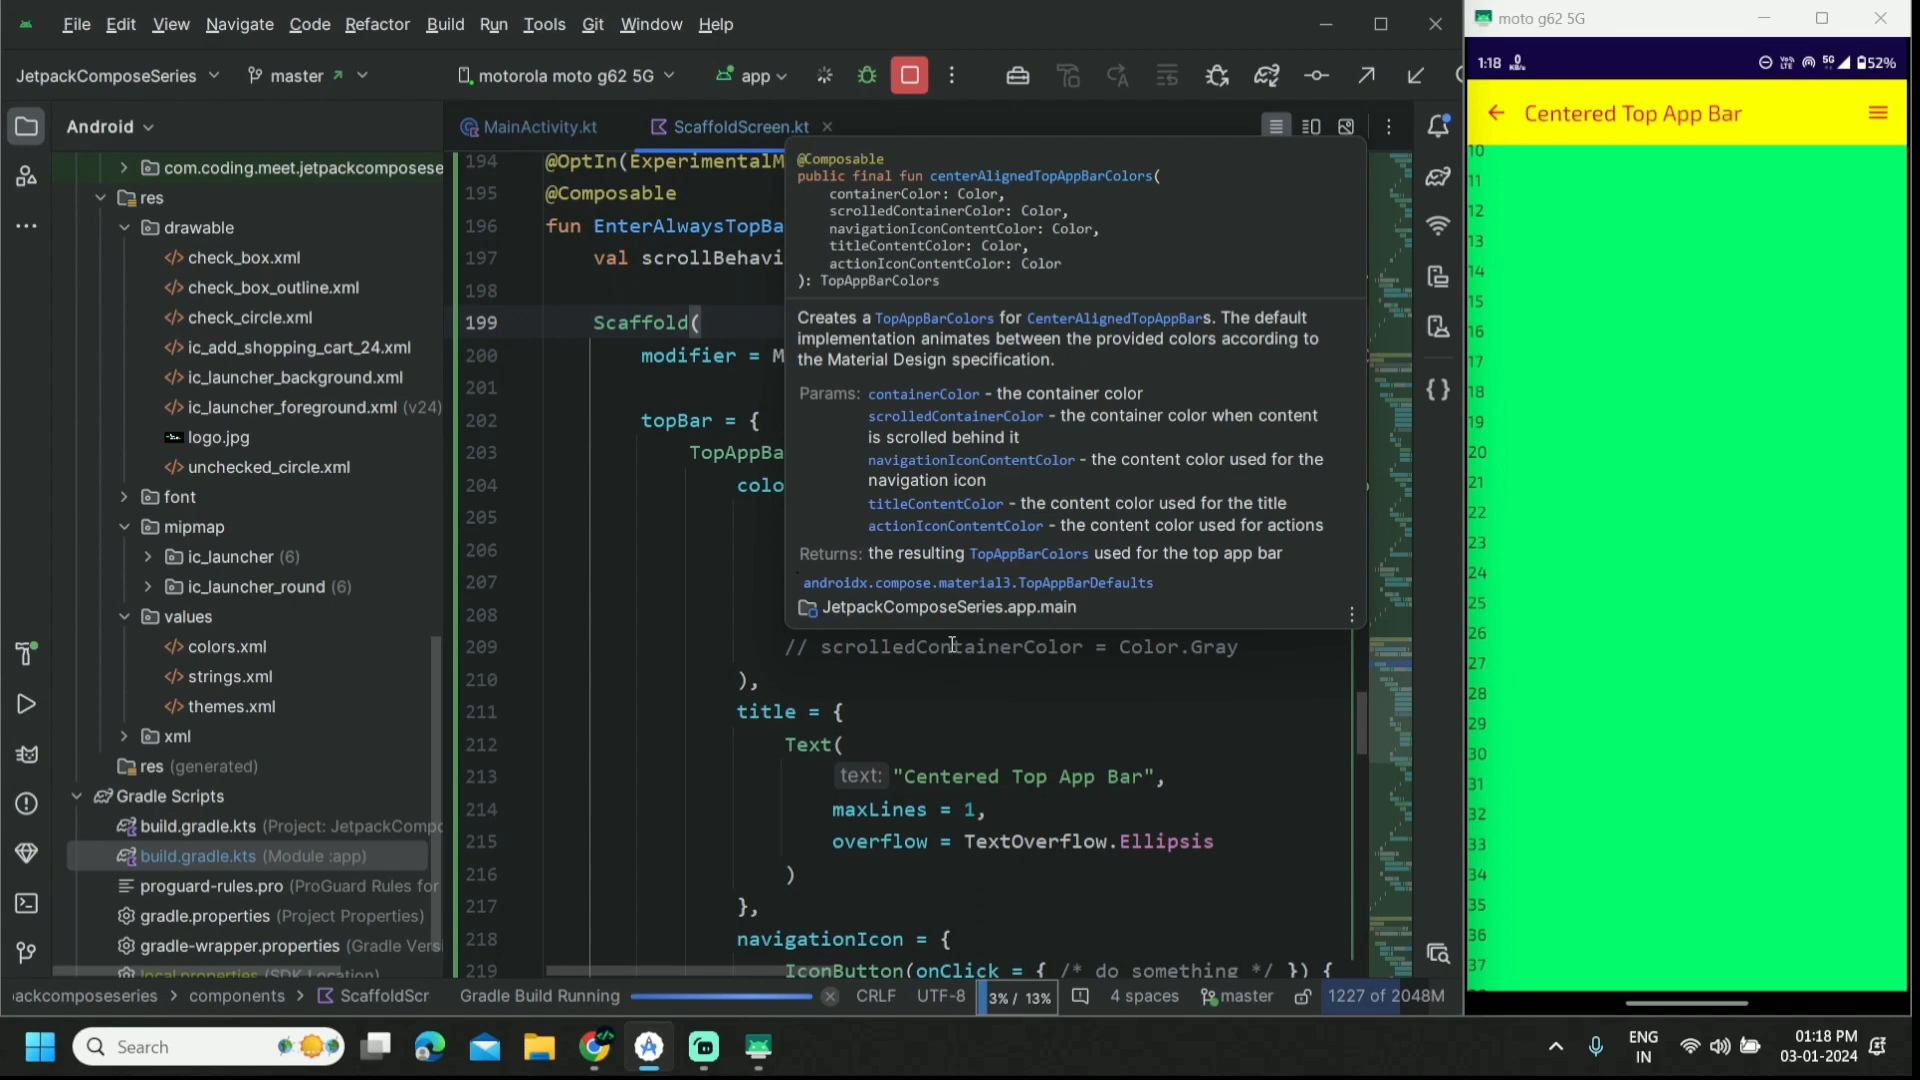 File Edit View Navigate Code Refactor Build Run Tools Git Window Help
moto g62 5G
JetpackComposeSeries master motorola moto g62 5G app
1:18 52%
Centered Top App Bar
Android
MainActivity.kt ScaffoldScreen.kt
com.coding.meet.jetpackcomposese
res
drawable
check_box.xml
check_box_outline.xml
check_circle.xml
ic_add_shopping_cart_24.xml
ic_launcher_background.xml
ic_launcher_foreground.xml (v24)
logo.jpg
unchecked_circle.xml
font
mipmap
ic_launcher (6)
ic_launcher_round (6)
values
colors.xml
strings.xml
themes.xml
xml
res (generated)
Gradle Scripts
build.gradle.kts (Project: JetpackCompo
build.gradle.kts (Module :app)
proguard-rules.pro (ProGuard Rules for
gradle.properties (Project Properties)
gradle-wrapper.properties (Gradle Versi
local.properties (SDK Location)
194 @OptIn(ExperimentalM
195 @Composable
196 fun EnterAlwaysTopBa
197 val scrollBehavi
198
199 Scaffold(
200 modifier = M
201
202 topBar = {
203 TopAppBa
204 colo
205
206
207
208
209 // scrolledContainerColor = Color.Gray
210 ),
211 title = {
212 Text(
213 text: "Centered Top App Bar",
214 maxLines = 1,
215 overflow = TextOverflow.Ellipsis
216 )
217 },
218 navigationIcon = {
219 IconButton(onClick = { /* do something */ }) {
@Composable
public final fun centerAlignedTopAppBarColors(
containerColor: Color,
scrolledContainerColor: Color,
navigationIconContentColor: Color,
titleContentColor: Color,
actionIconContentColor: Color
): TopAppBarColors
Creates a TopAppBarColors for CenterAlignedTopAppBars. The default
implementation animates between the provided colors according to
the Material Design specification.
Params: containerColor - the container color
scrolledContainerColor - the container color when content
is scrolled behind it
navigationIconContentColor - the content color used for the
navigation icon
titleContentColor - the content color used for the title
actionIconContentColor - the content color used for actions
Returns: the resulting TopAppBarColors used for the top app bar
androidx.compose.material3.TopAppBarDefaults
JetpackComposeSeries.app.main
10
11
12
13
14
15
16
17
18
19
20
21
22
23
24
25
26
27
28
29
30
31
32
33
34
35
36
37
ackcomposeseries > components > ScaffoldScr Gradle Build Running CRLF UTF-8 3% / 13% 4 spaces master 1227 of 2048M
Search
ENG
IN
01:18 PM
03-01-2024